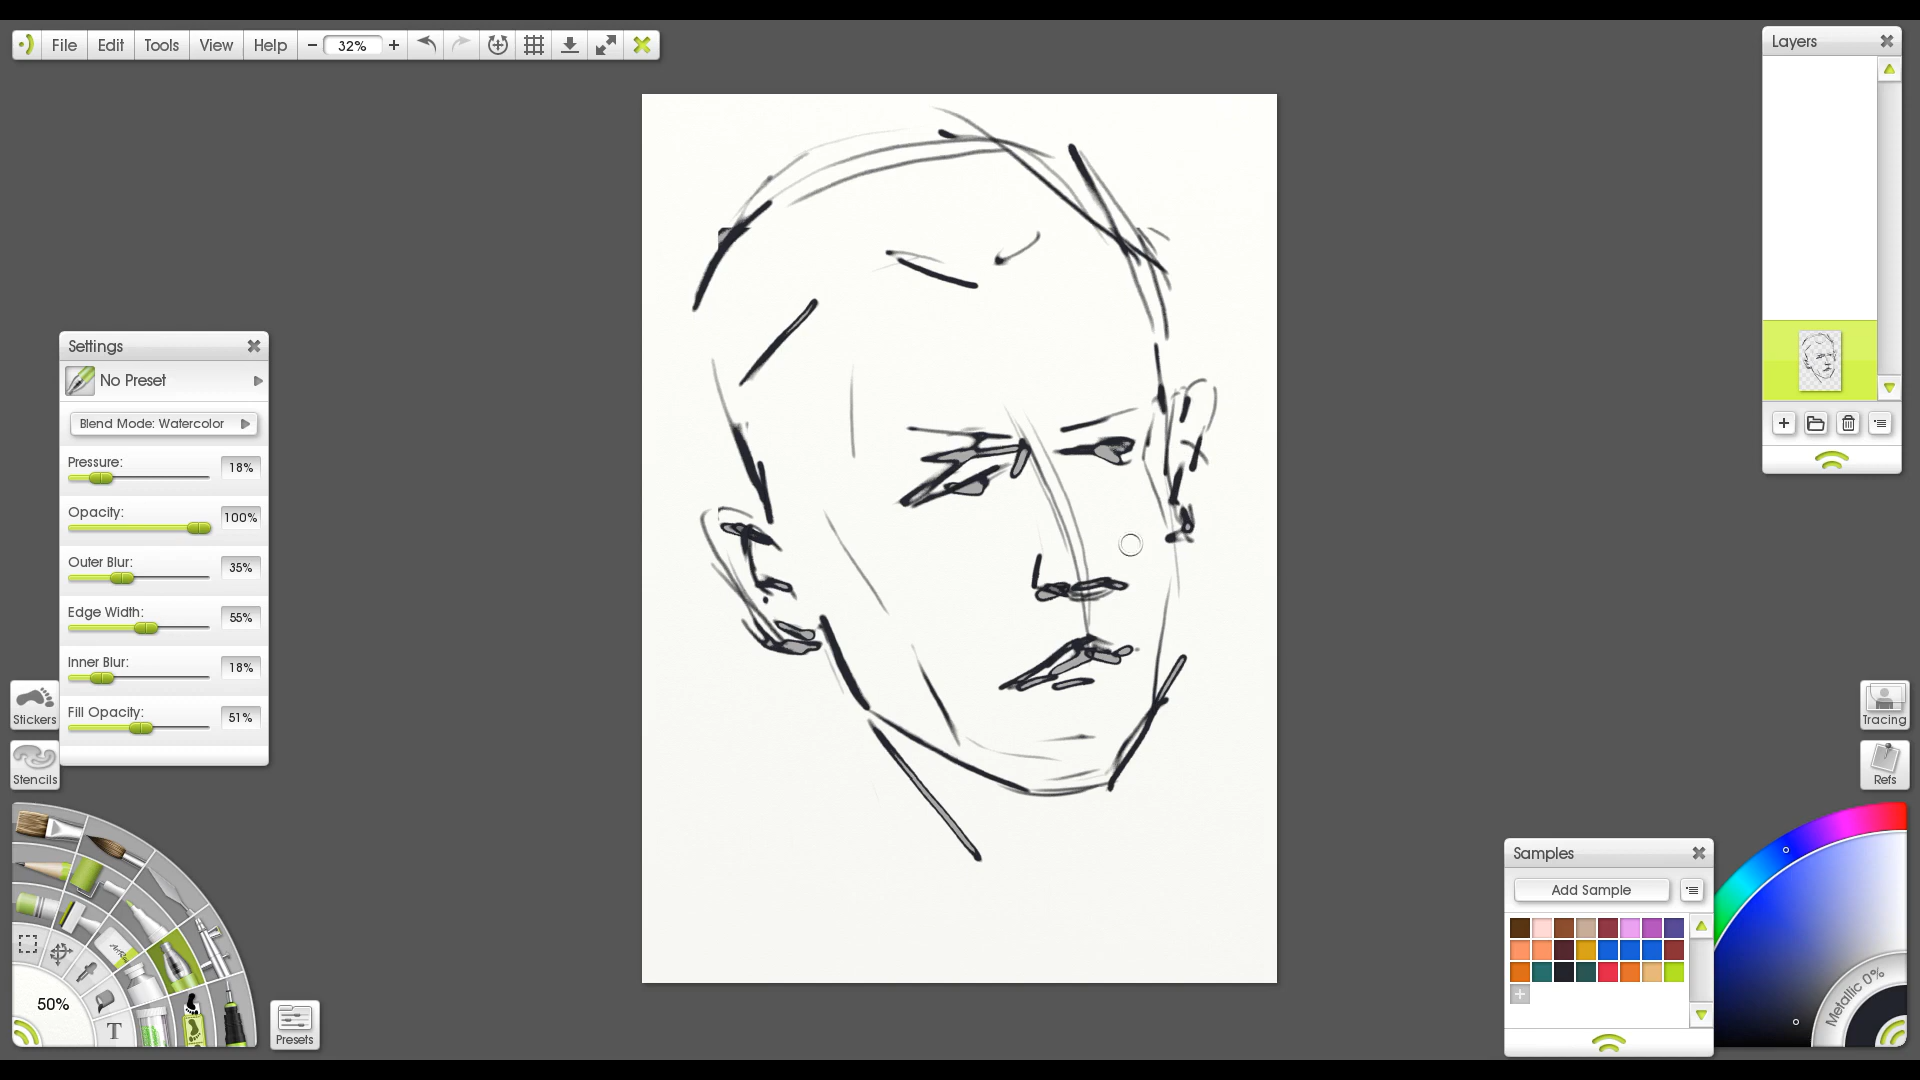 File Edit Tools View Help − 32% +
Layers
Settings
No Preset
Blend Mode: Watercolor
Pressure: 18%
Opacity: 100%
Outer Blur: 35%
Edge Width: 55%
Inner Blur: 18%
Fill Opacity: 51%
Stickers
Stencils
50%
T
Presets
Tracing
Refs
Samples
Add Sample
Metallic 0%